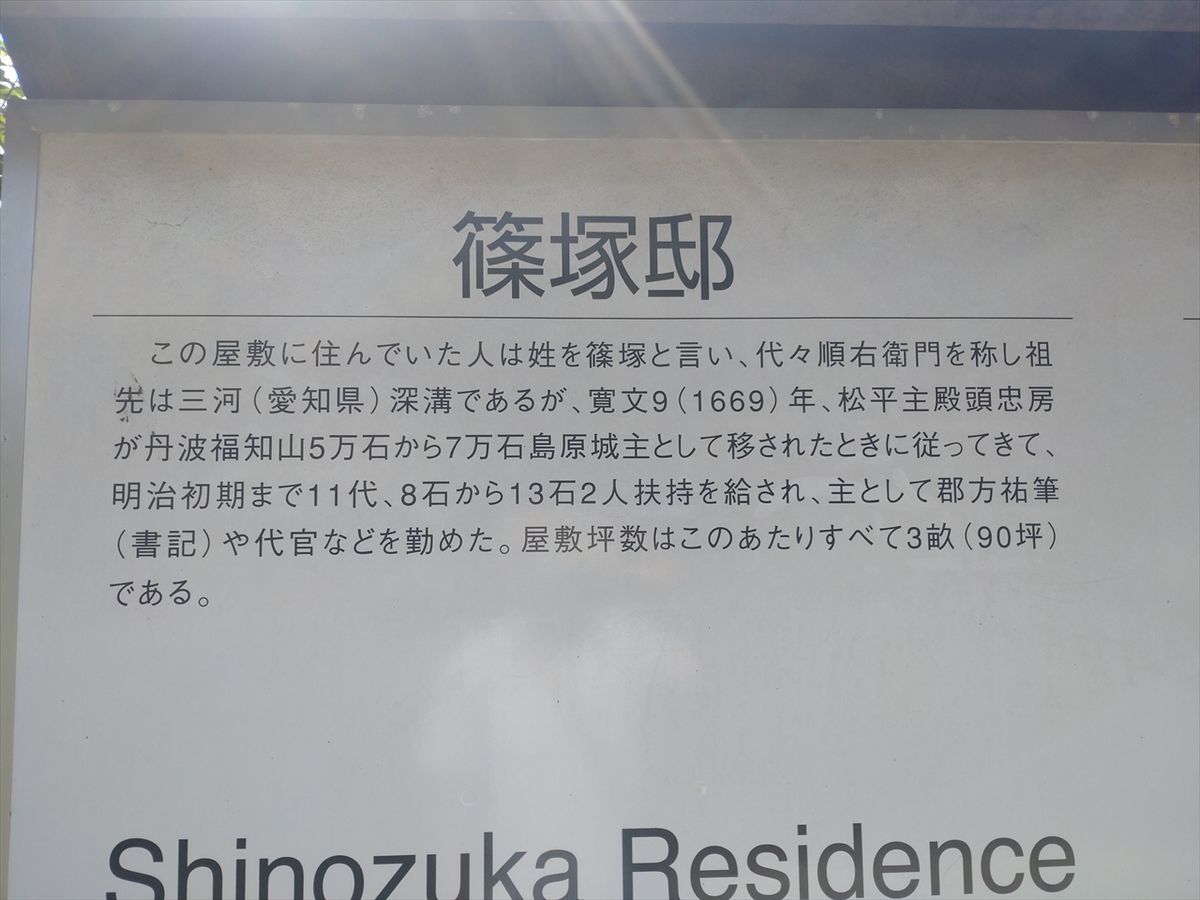 篠塚邸
この屋敷に住んでいた人は姓を篠塚と言い、代々順右衛門を称し祖
先は三河(愛知県)深溝であるが、寛文9(1669)年、松平主殿頭忠房
が丹波福知山5万石から7万石島原城主として移されたときに従ってきて、
明治初期まで11代、8石から13石2人扶持を給され、主として郡方祐筆
(書記)や代官などを勤めた。屋敷坪数はこのあたりすべて3畝(90坪)
である。
Shinozuka Residence